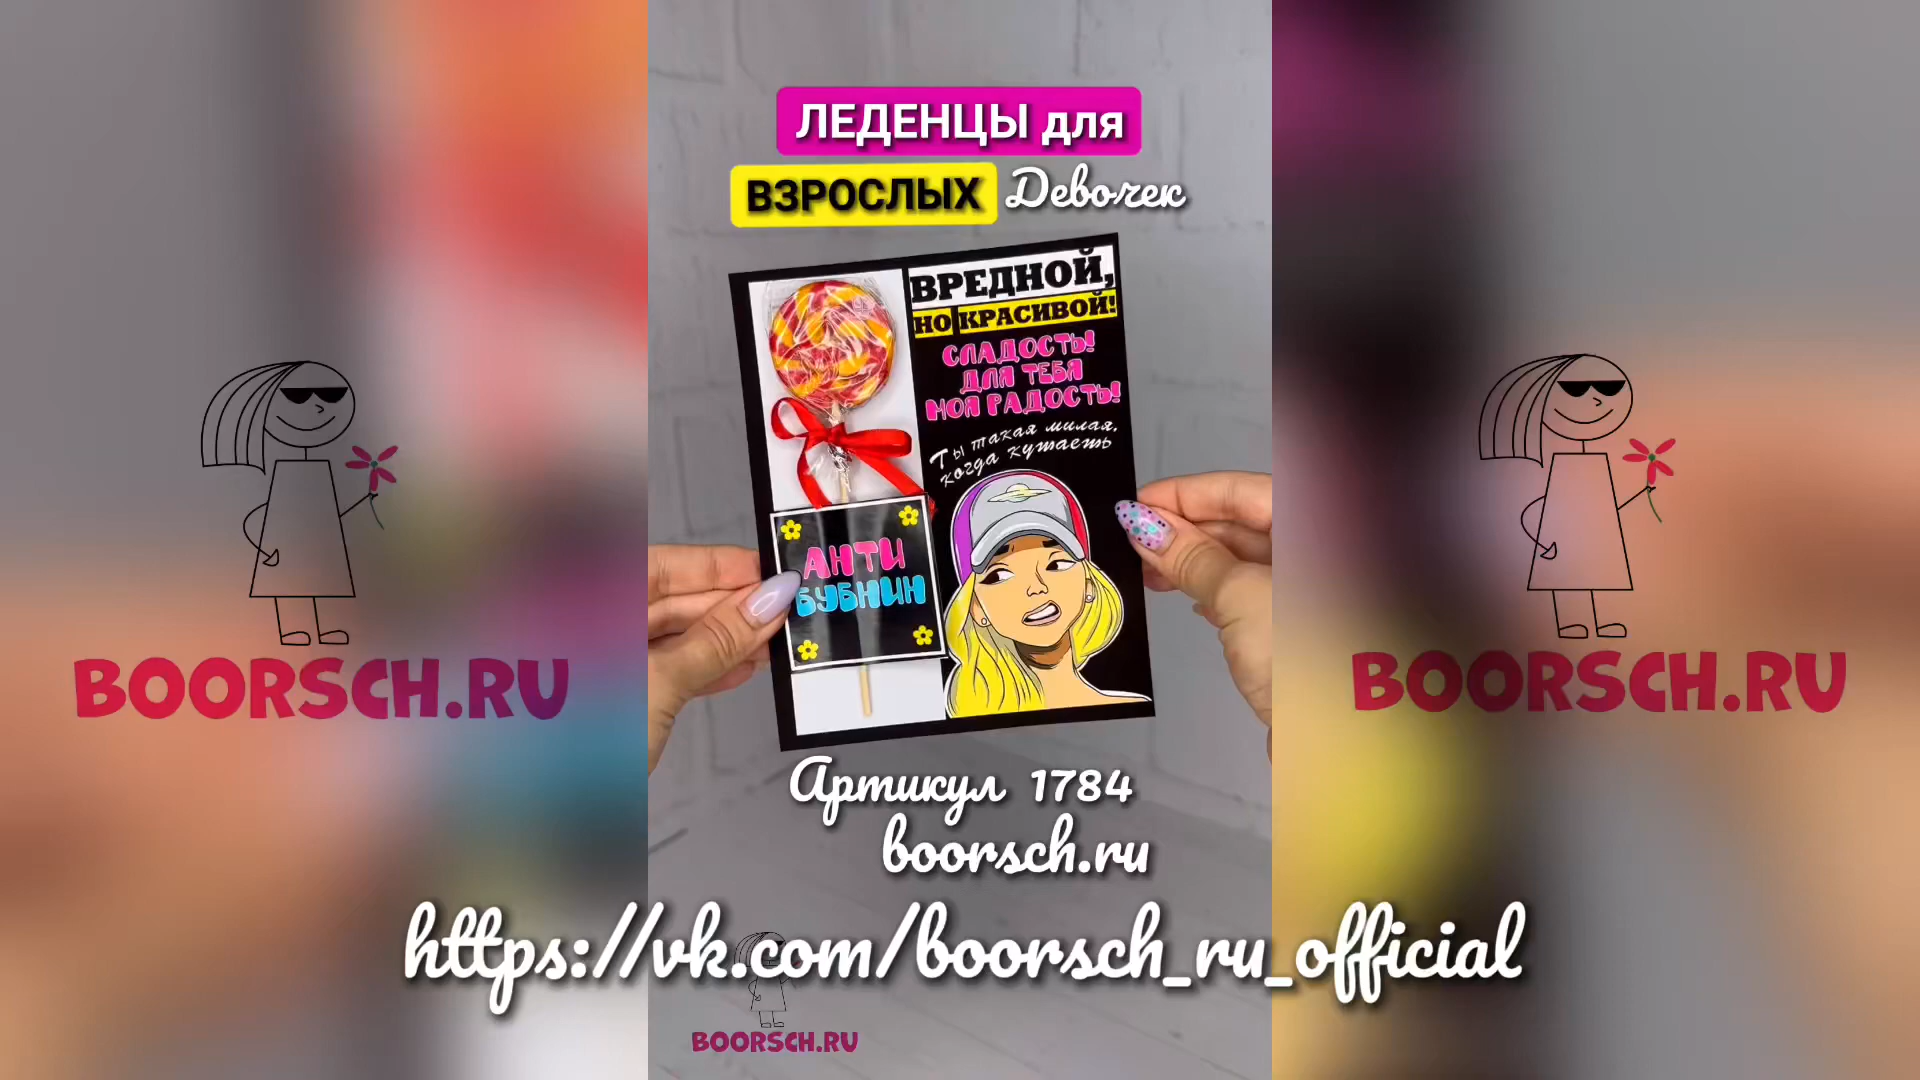 ЛЕДЕНЦЫ для
ВЗРОСЛЫХ Девочек
ВРЕДНОЙ,
НО КРАСИВОЙ!
СЛАДОСТЬ!
ДЛЯ ТЕБЯ
МОЯ РАДОСТЬ!
Ты такая милая,
когда кушаешь
АНТИ
БУБНИН
BOORSCH.RU
BOORSCH.RU
Артикул 1784
boorsch.ru
https://vk.com/boorsch_ru_official
BOORSCH.RU